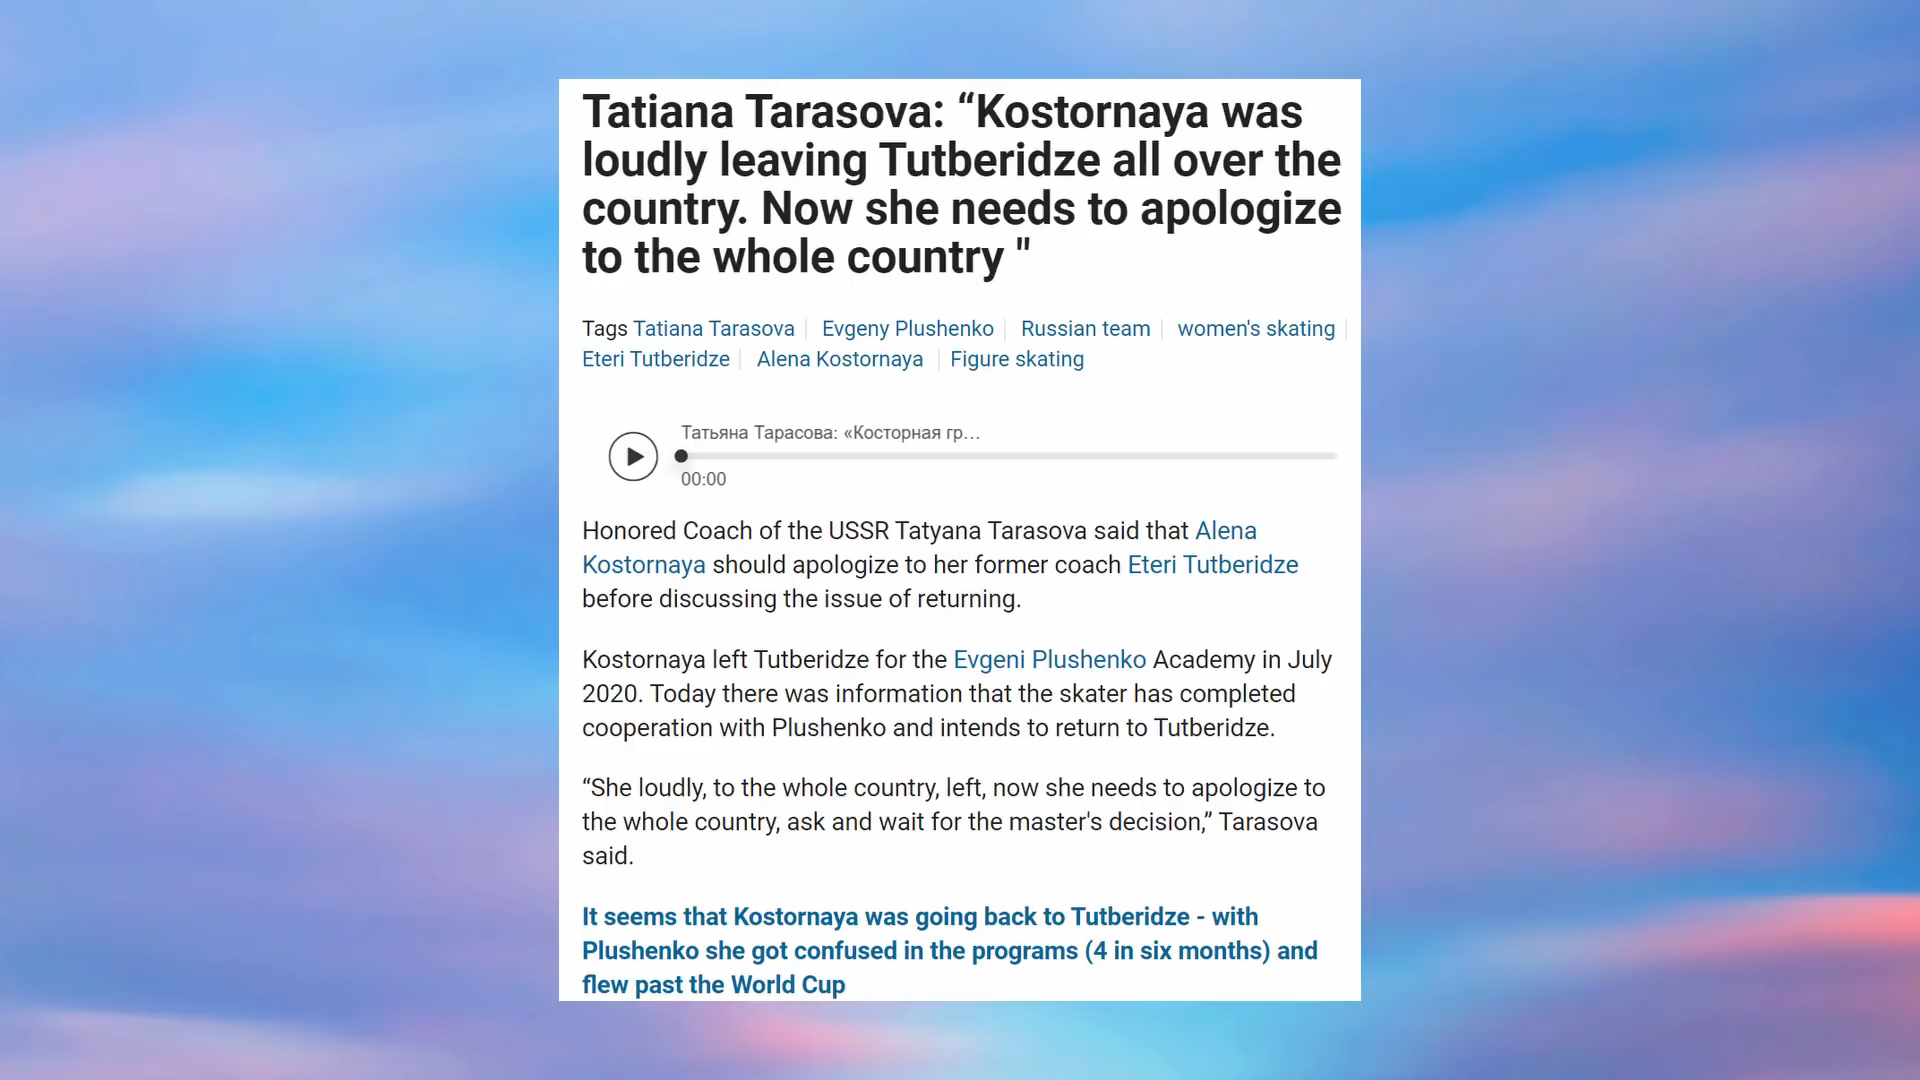 Tatiana Tarasova: “Kostornaya was
loudly leaving Tutberidze all over the
country. Now she needs to apologize
to the whole country "
Tags Tatiana Tarasova Evgeny Plushenko Russian team women's skating
Eteri Tutberidze Alena Kostornaya Figure skating
Татьяна Тарасова: «Косторная гр…
00:00
Honored Coach of the USSR Tatyana Tarasova said that Alena
Kostornaya should apologize to her former coach Eteri Tutberidze
before discussing the issue of returning.
Kostornaya left Tutberidze for the Evgeni Plushenko Academy in July
2020. Today there was information that the skater has completed
cooperation with Plushenko and intends to return to Tutberidze.
“She loudly, to the whole country, left, now she needs to apologize to
the whole country, ask and wait for the master's decision,” Tarasova
said.
It seems that Kostornaya was going back to Tutberidze - with
Plushenko she got confused in the programs (4 in six months) and
flew past the World Cup